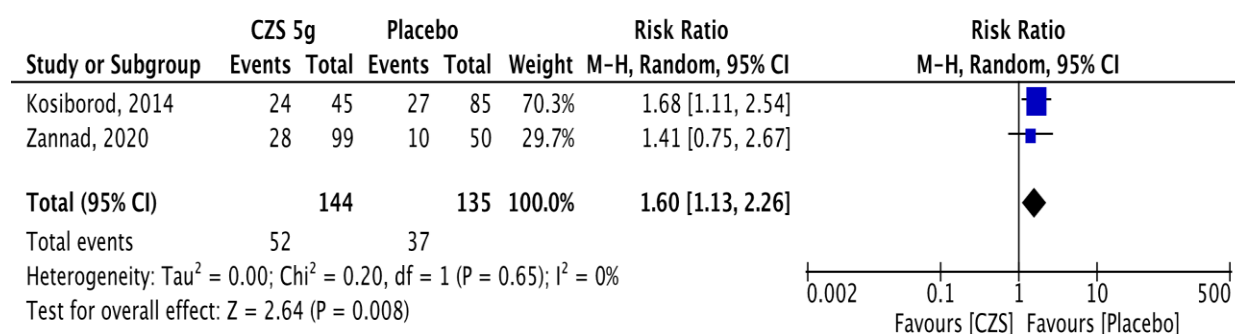 CZS 5g Placebo Risk Ratio Risk Ratio
Study or Subgroup Events Total Events Total Weight M-H, Random, 95% CI M-H, Random, 95% CI
Kosiborod, 2014 24 45 27 85 70.3% 1.68 [1.11, 2.54]
Zannad, 2020 28 99 10 50 29.7% 1.41 [0.75, 2.67]
Total (95% CI) 144 135 100.0% 1.60 [1.13, 2.26]
Total events 52 37
Heterogeneity: Tau² = 0.00; Chi² = 0.20, df = 1 (P = 0.65); I² = 0%
Test for overall effect: Z = 2.64 (P = 0.008)
0.002 0.1 1 10 500
Favours [CZS] Favours [Placebo]